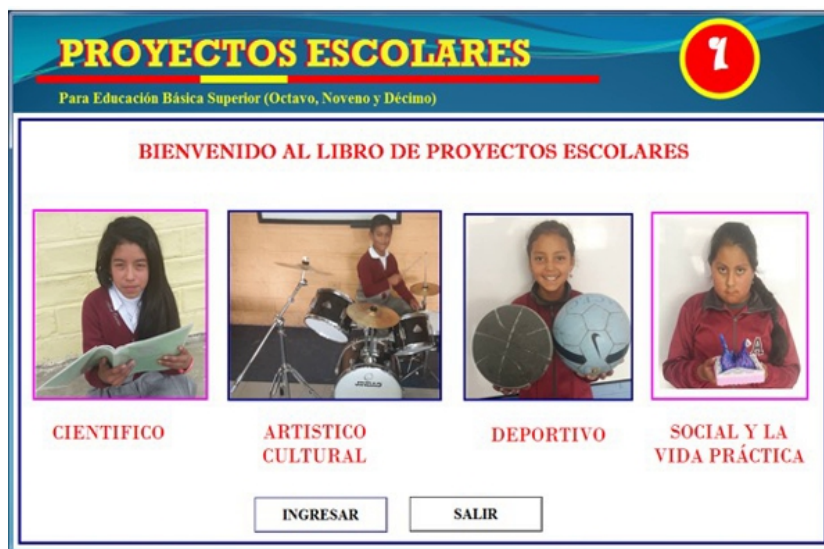 PROYECTOS ESCOLARES
1
Para Educación Básica Superior (Octavo, Noveno y Décimo)
BIENVENIDO AL LIBRO DE PROYECTOS ESCOLARES
CIENTIFICO
ARTISTICO
CULTURAL
DEPORTIVO
SOCIAL Y LA
VIDA PRÁCTICA
INGRESAR
SALIR